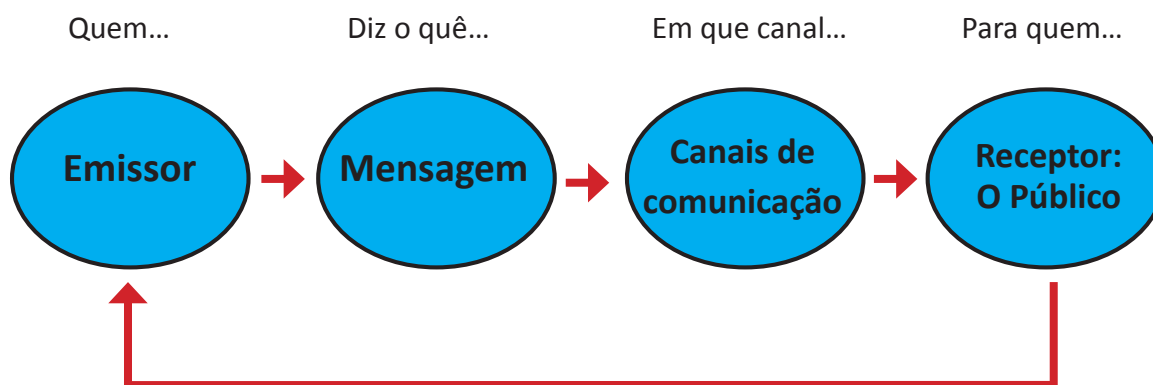 Quem...
Diz o quê...
Em que canal...
Para quem...
Emissor
Mensagem
Canais de
comunicação
Receptor:
O Público